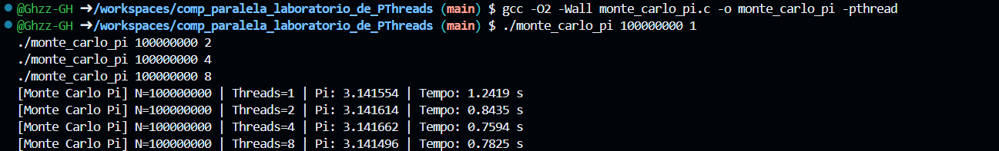 @Ghzz-GH ➜/workspaces/comp_paralela_laboratorio_de_PThreads (main) $ gcc -O2 -Wall monte_carlo_pi.c -o monte_carlo_pi -pthread
@Ghzz-GH ➜/workspaces/comp_paralela_laboratorio_de_PThreads (main) $ ./monte_carlo_pi 100000000 1
./monte_carlo_pi 100000000 2
./monte_carlo_pi 100000000 4
./monte_carlo_pi 100000000 8
[Monte Carlo Pi] N=100000000 | Threads=1 | Pi: 3.141554 | Tempo: 1.2419 s
[Monte Carlo Pi] N=100000000 | Threads=2 | Pi: 3.141614 | Tempo: 0.8435 s
[Monte Carlo Pi] N=100000000 | Threads=4 | Pi: 3.141662 | Tempo: 0.7594 s
[Monte Carlo Pi] N=100000000 | Threads=8 | Pi: 3.141496 | Tempo: 0.7825 s